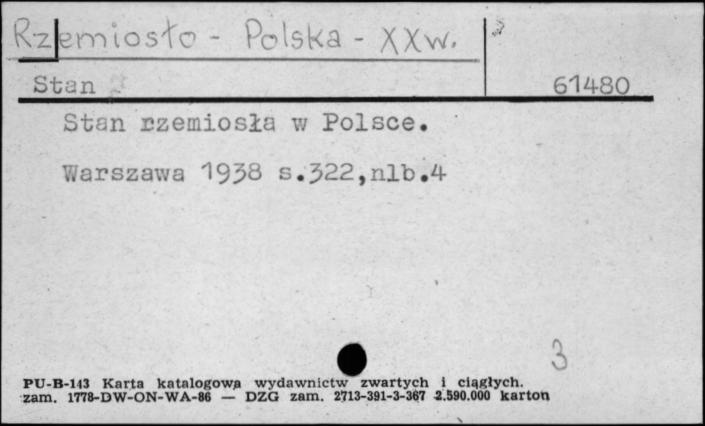 Rzemiosło - Polska - XXw.
Stan 61480
Stan rzemiosła w Polsce.
Warszawa 1938 s.322,nlb.4
3
PU-B-143 Karta katalogowa wydawnictw zwartych i ciągłych.
zam. 1778-DW-ON-WA-86 — DZG zam. 2713-391-3-367 2.590.000 karton